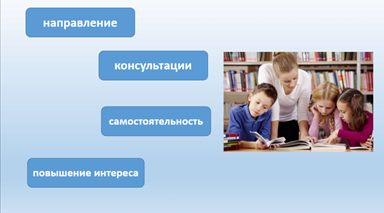 направление
консультации
самостоятельность
повышение интереса